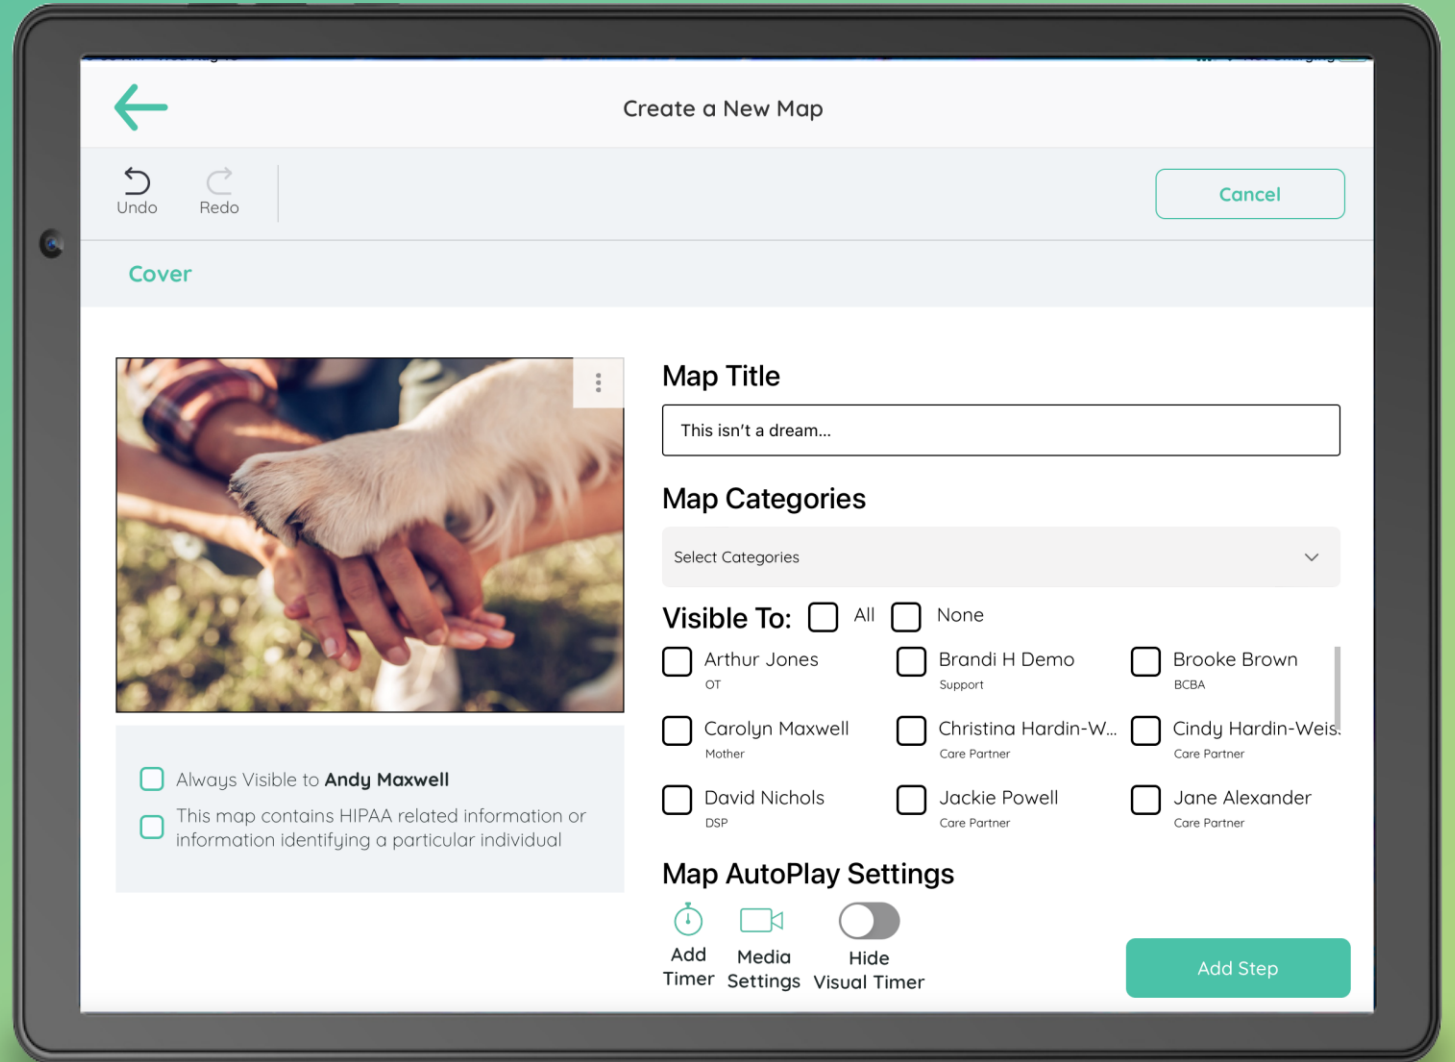 Create a New Map
Undo
Redo
Cancel
Cover
Map Title
This isn't a dream...
Map Categories
Select Categories
Visible To: All None
Arthur Jones
OT
Brandi H Demo
Support
Brooke Brown
BCBA
Carolyn Maxwell
Mother
Christina Hardin-W...
Care Partner
Cindy Hardin-Weis
Care Partner
David Nichols
DSP
Jackie Powell
Care Partner
Jane Alexander
Care Partner
Always Visible to Andy Maxwell
This map contains HIPAA related information or
information identifying a particular individual
Map AutoPlay Settings
Add
Timer
Media
Settings
Hide
Visual Timer
Add Step